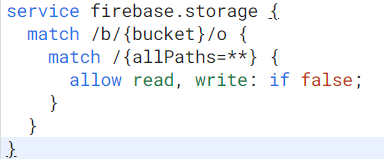 service firebase.storage {
  match /b/{bucket}/o {
    match /{allPaths=**} {
      allow read, write: if false;
    }
  }
}